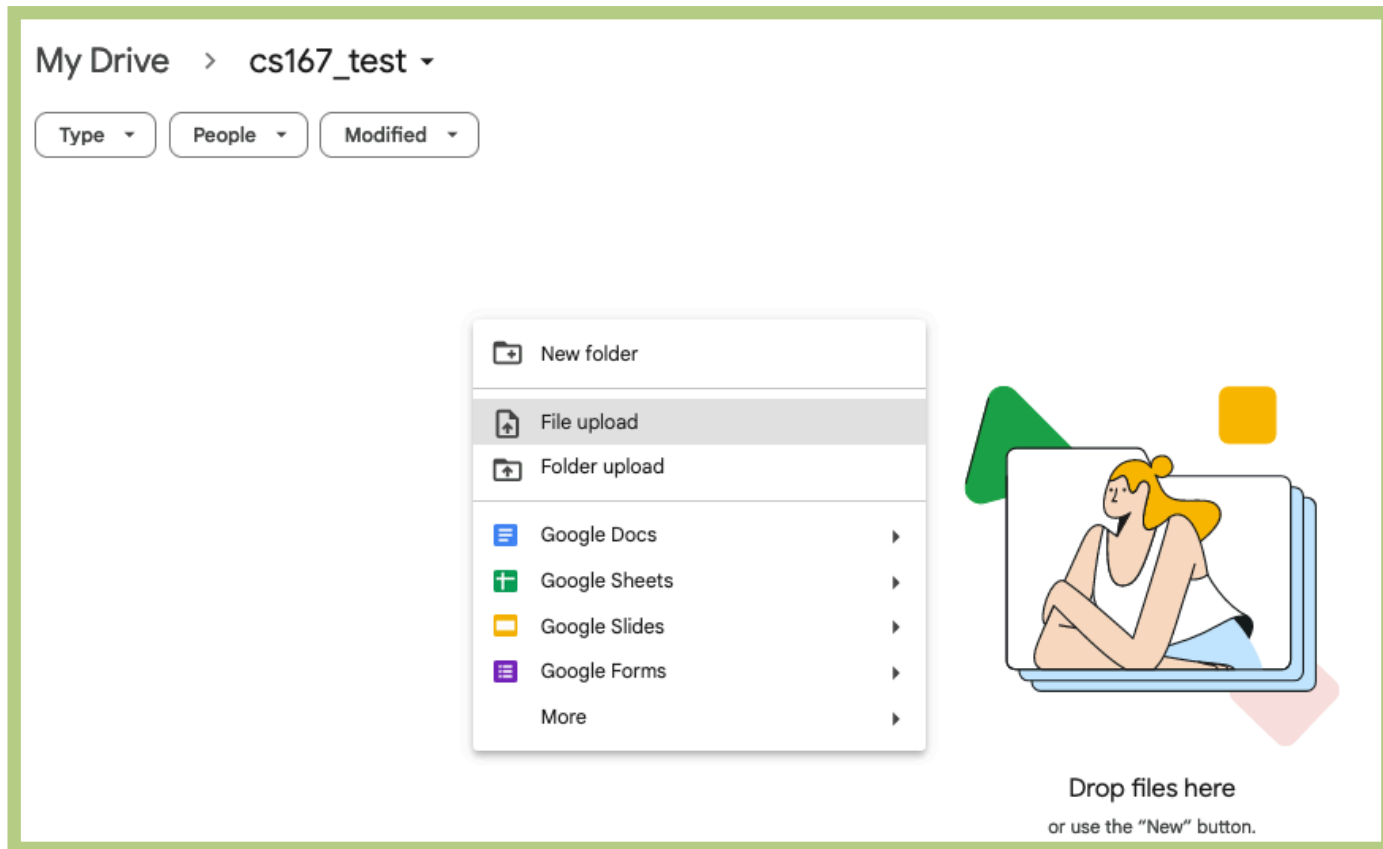 My Drive > cs167_test
Type People Modified
New folder
File upload
Folder upload
Google Docs
Google Sheets
Google Slides
Google Forms
More
Drop files here
or use the “New” button.